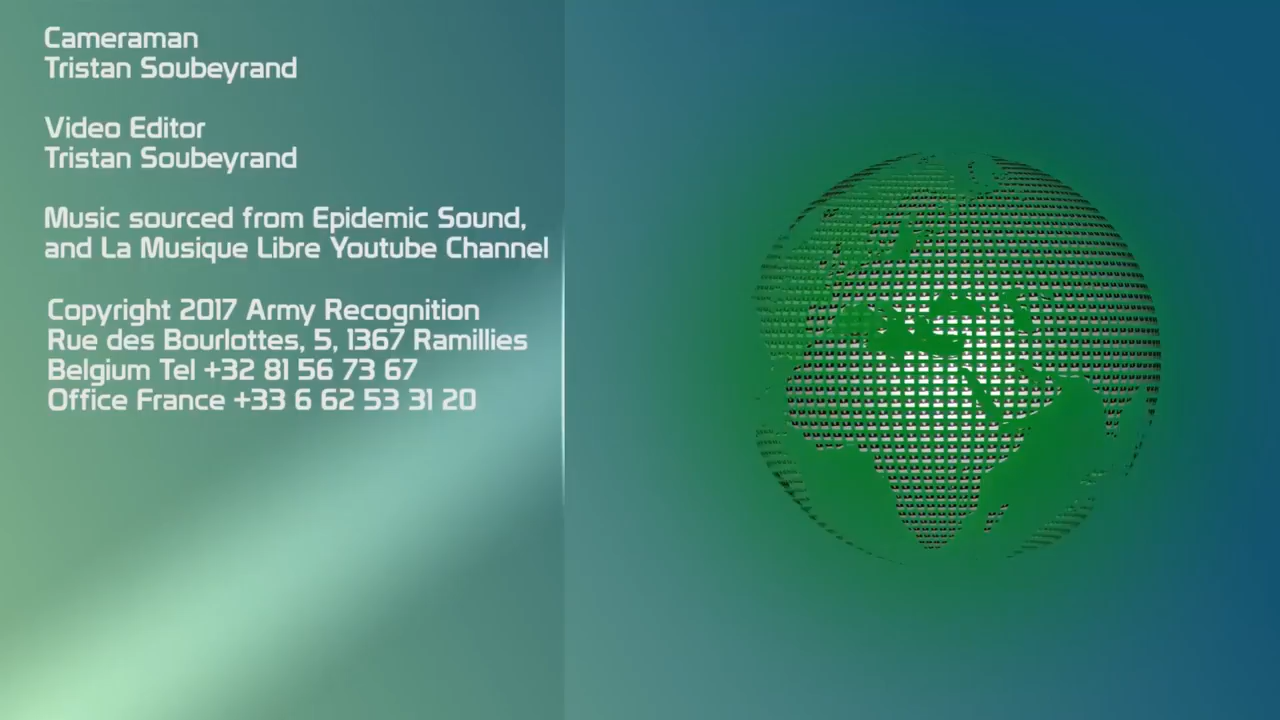 Cameraman
Tristan Soubeyrand
Video Editor
Tristan Soubeyrand
Music sourced from Epidemic Sound,
and La Musique Libre Youtube Channel
Copyright 2017 Army Recognition
Rue des Bourlottes, 5, 1367 Ramillies
Belgium Tel +32 81 56 73 67
Office France +33 6 62 53 31 20